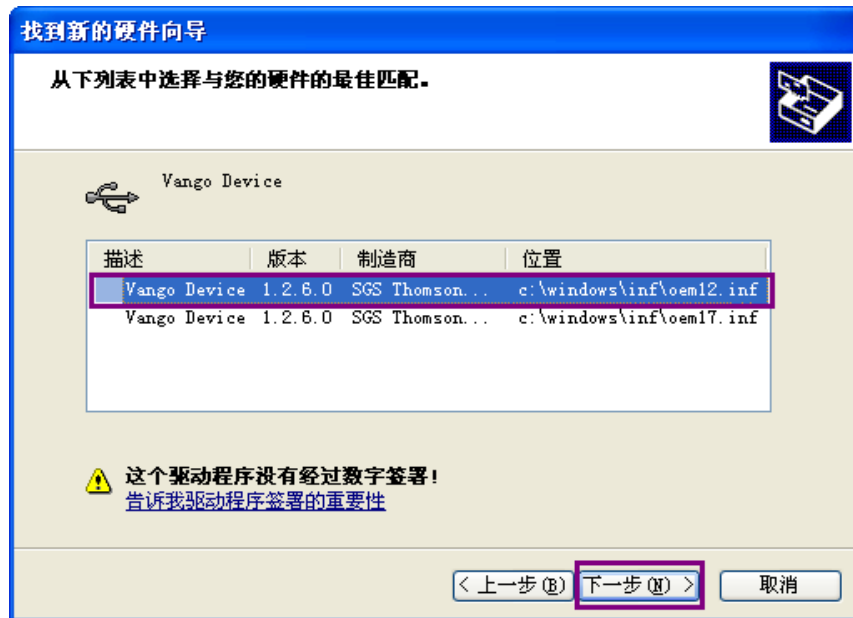 找到新的硬件向导
从下列表中选择与您的硬件的最佳匹配。
Vango Device
描述 版本 制造商 位置
Vango Device 1.2.6.0 SGS Thomson... c:\windows\inf\oem12.inf
Vango Device 1.2.6.0 SGS Thomson... c:\windows\inf\oem17.inf
这个驱动程序没有经过数字签署!
告诉我驱动程序签署的重要性
< 上一步(B) 下一步(N) > 取消